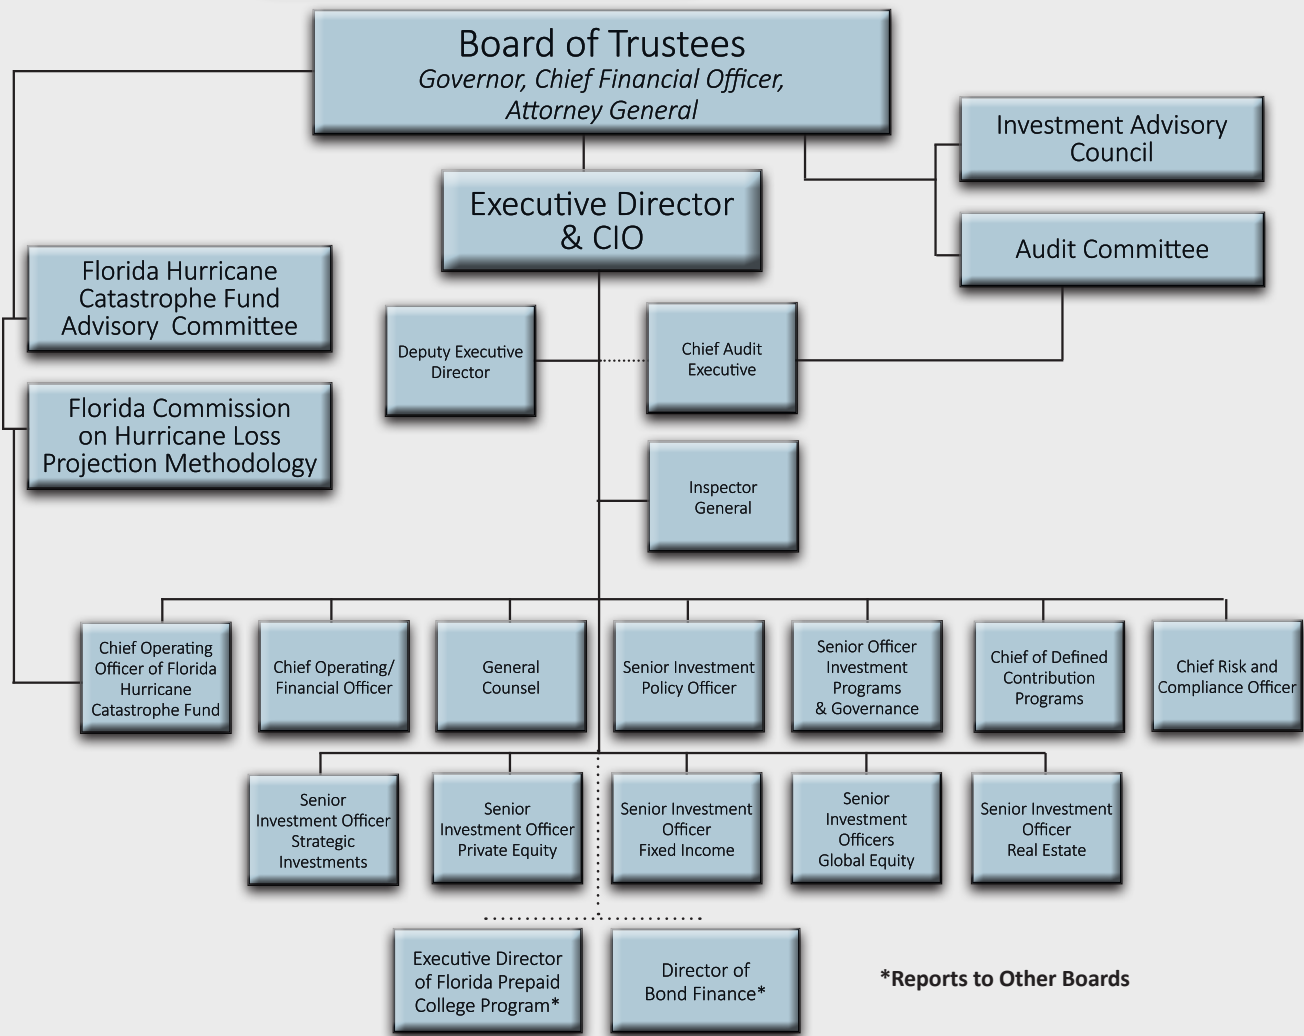 Board of Trustees
Governor, Chief Financial Officer,
Attorney General
Investment Advisory
Council
Executive Director
& CIO
Audit Committee
Florida Hurricane
Catastrophe Fund
Advisory Committee
Deputy Executive
Director
Chief Audit
Executive
Florida Commission
on Hurricane Loss
Projection Methodology
Inspector
General
Chief Operating
Officer of Florida
Hurricane
Catastrophe Fund
Chief Operating/
Financial Officer
General
Counsel
Senior Investment
Policy Officer
Senior Officer
Investment
Programs
& Governance
Chief of Defined
Contribution
Programs
Chief Risk and
Compliance Officer
Senior
Investment Officer
Strategic
Investments
Senior
Investment Officer
Private Equity
Senior Investment
Officer
Fixed Income
Senior
Investment
Officers
Global Equity
Senior Investment
Officer
Real Estate
Executive Director
of Florida Prepaid
College Program*
Director of
Bond Finance*
*Reports to Other Boards